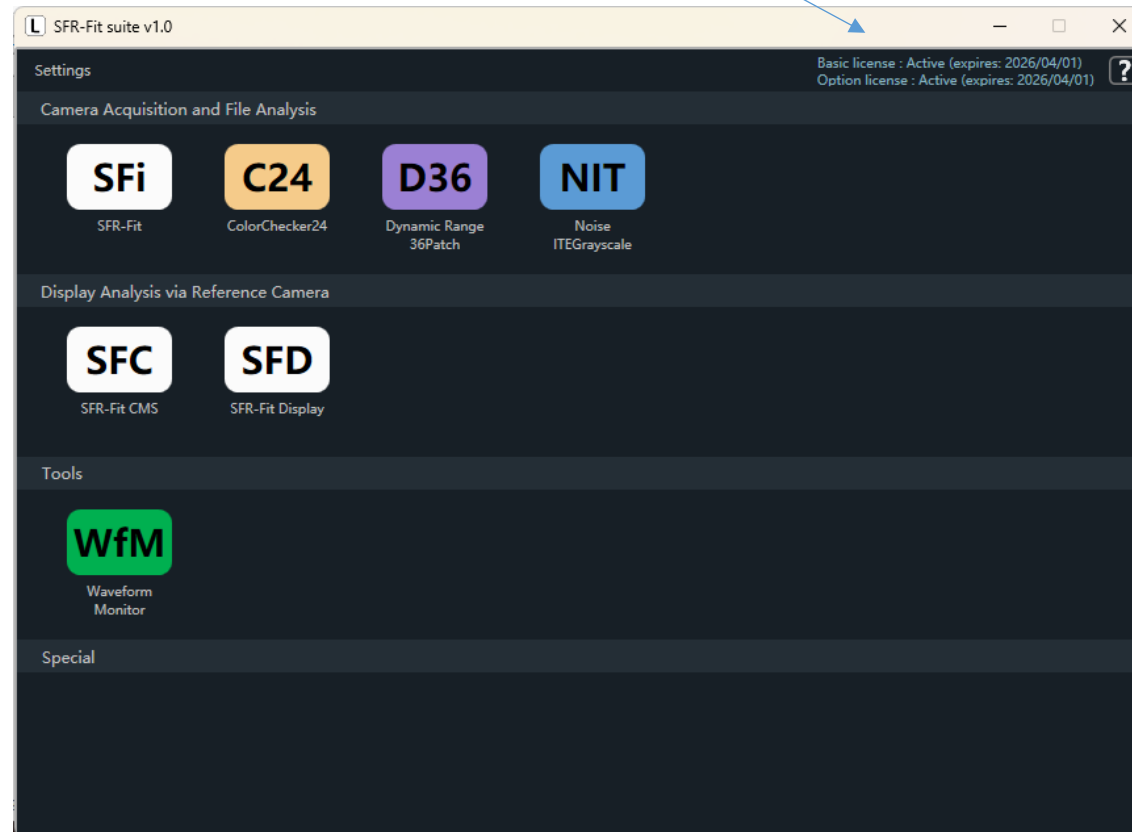 L SFR-Fit suite v1.0
Settings
Basic license : Active (expires: 2026/04/01)
Option license : Active (expires: 2026/04/01)
?
Camera Acquisition and File Analysis
SFi
C24
D36
NIT
SFR-Fit
ColorChecker24
Dynamic Range
36Patch
Noise
ITEGrayscale
Display Analysis via Reference Camera
SFC
SFD
SFR-Fit CMS
SFR-Fit Display
Tools
WfM
Waveform
Monitor
Special